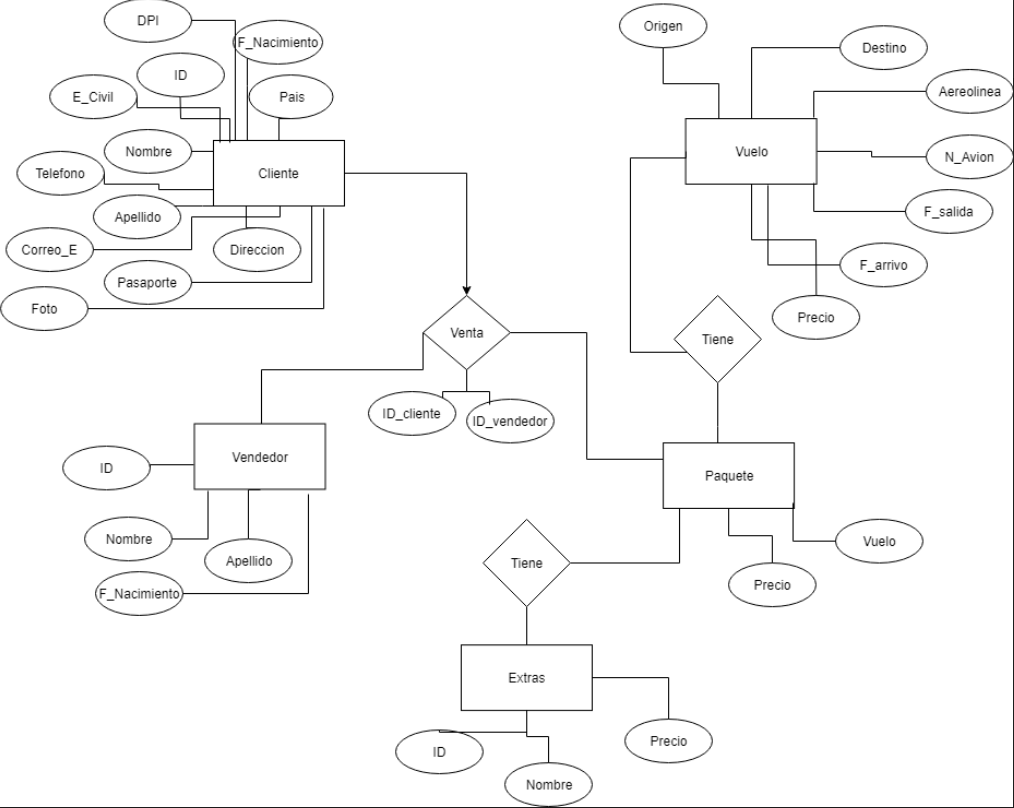 DPI
F_Nacimiento
ID
E_Civil
Pais
Nombre
Cliente
Telefono
Apellido
Correo_E
Direccion
Pasaporte
Foto
Origen
Destino
Aereolinea
Vuelo
N_Avion
F_salida
F_arrivo
Precio
Tiene
Venta
ID_cliente
ID_vendedor
Vendedor
ID
Nombre
Apellido
F_Nacimiento
Paquete
Vuelo
Precio
Tiene
Extras
ID
Nombre
Precio